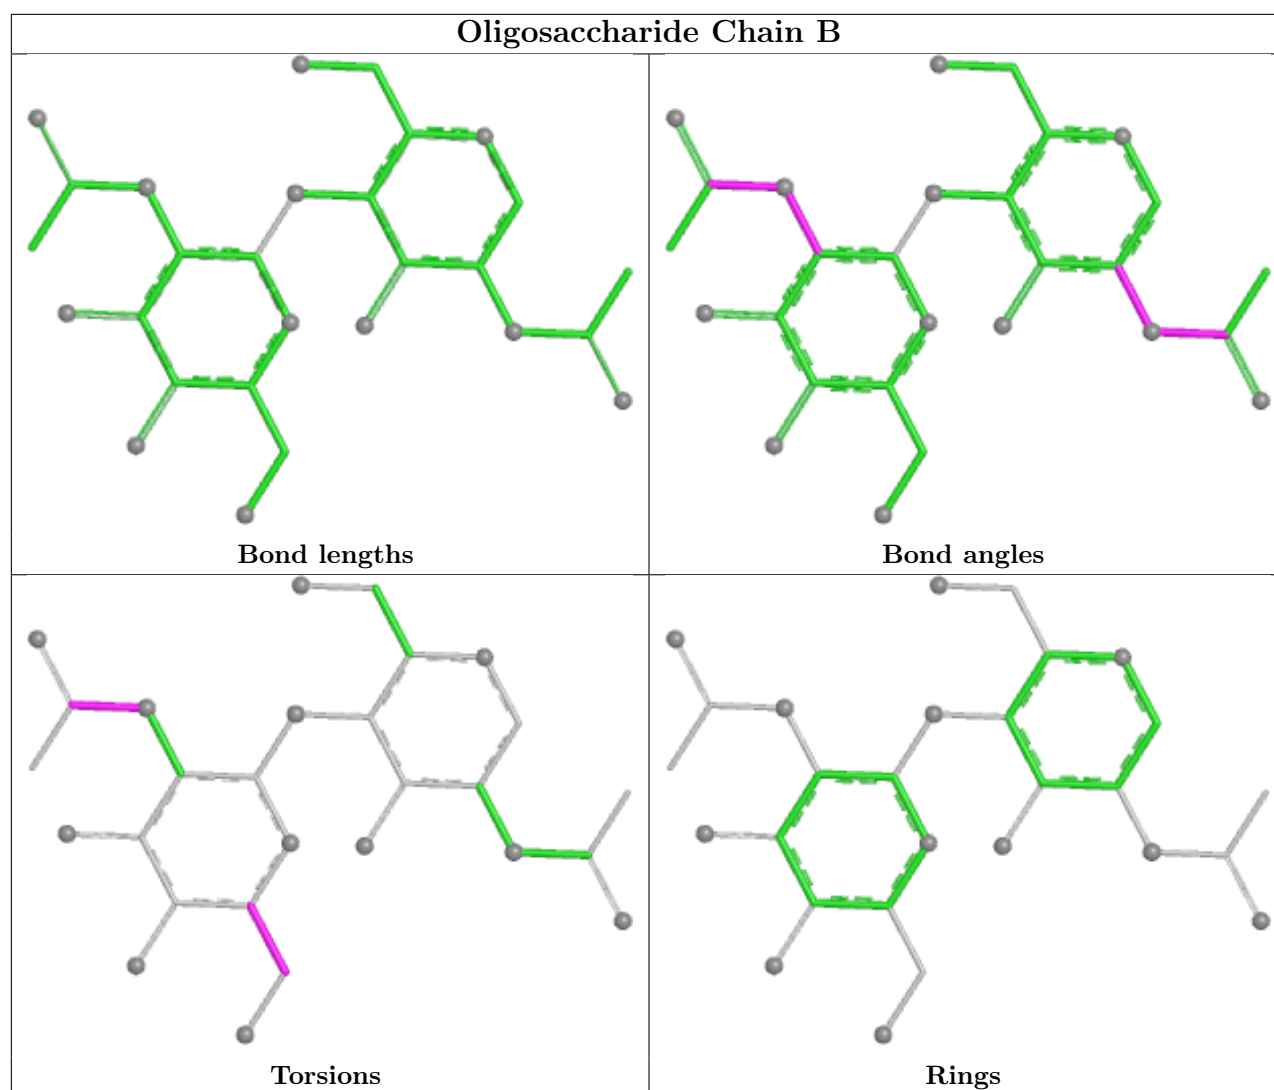 Oligosaccharide Chain B
Bond lengths
Bond angles
Torsions
Rings